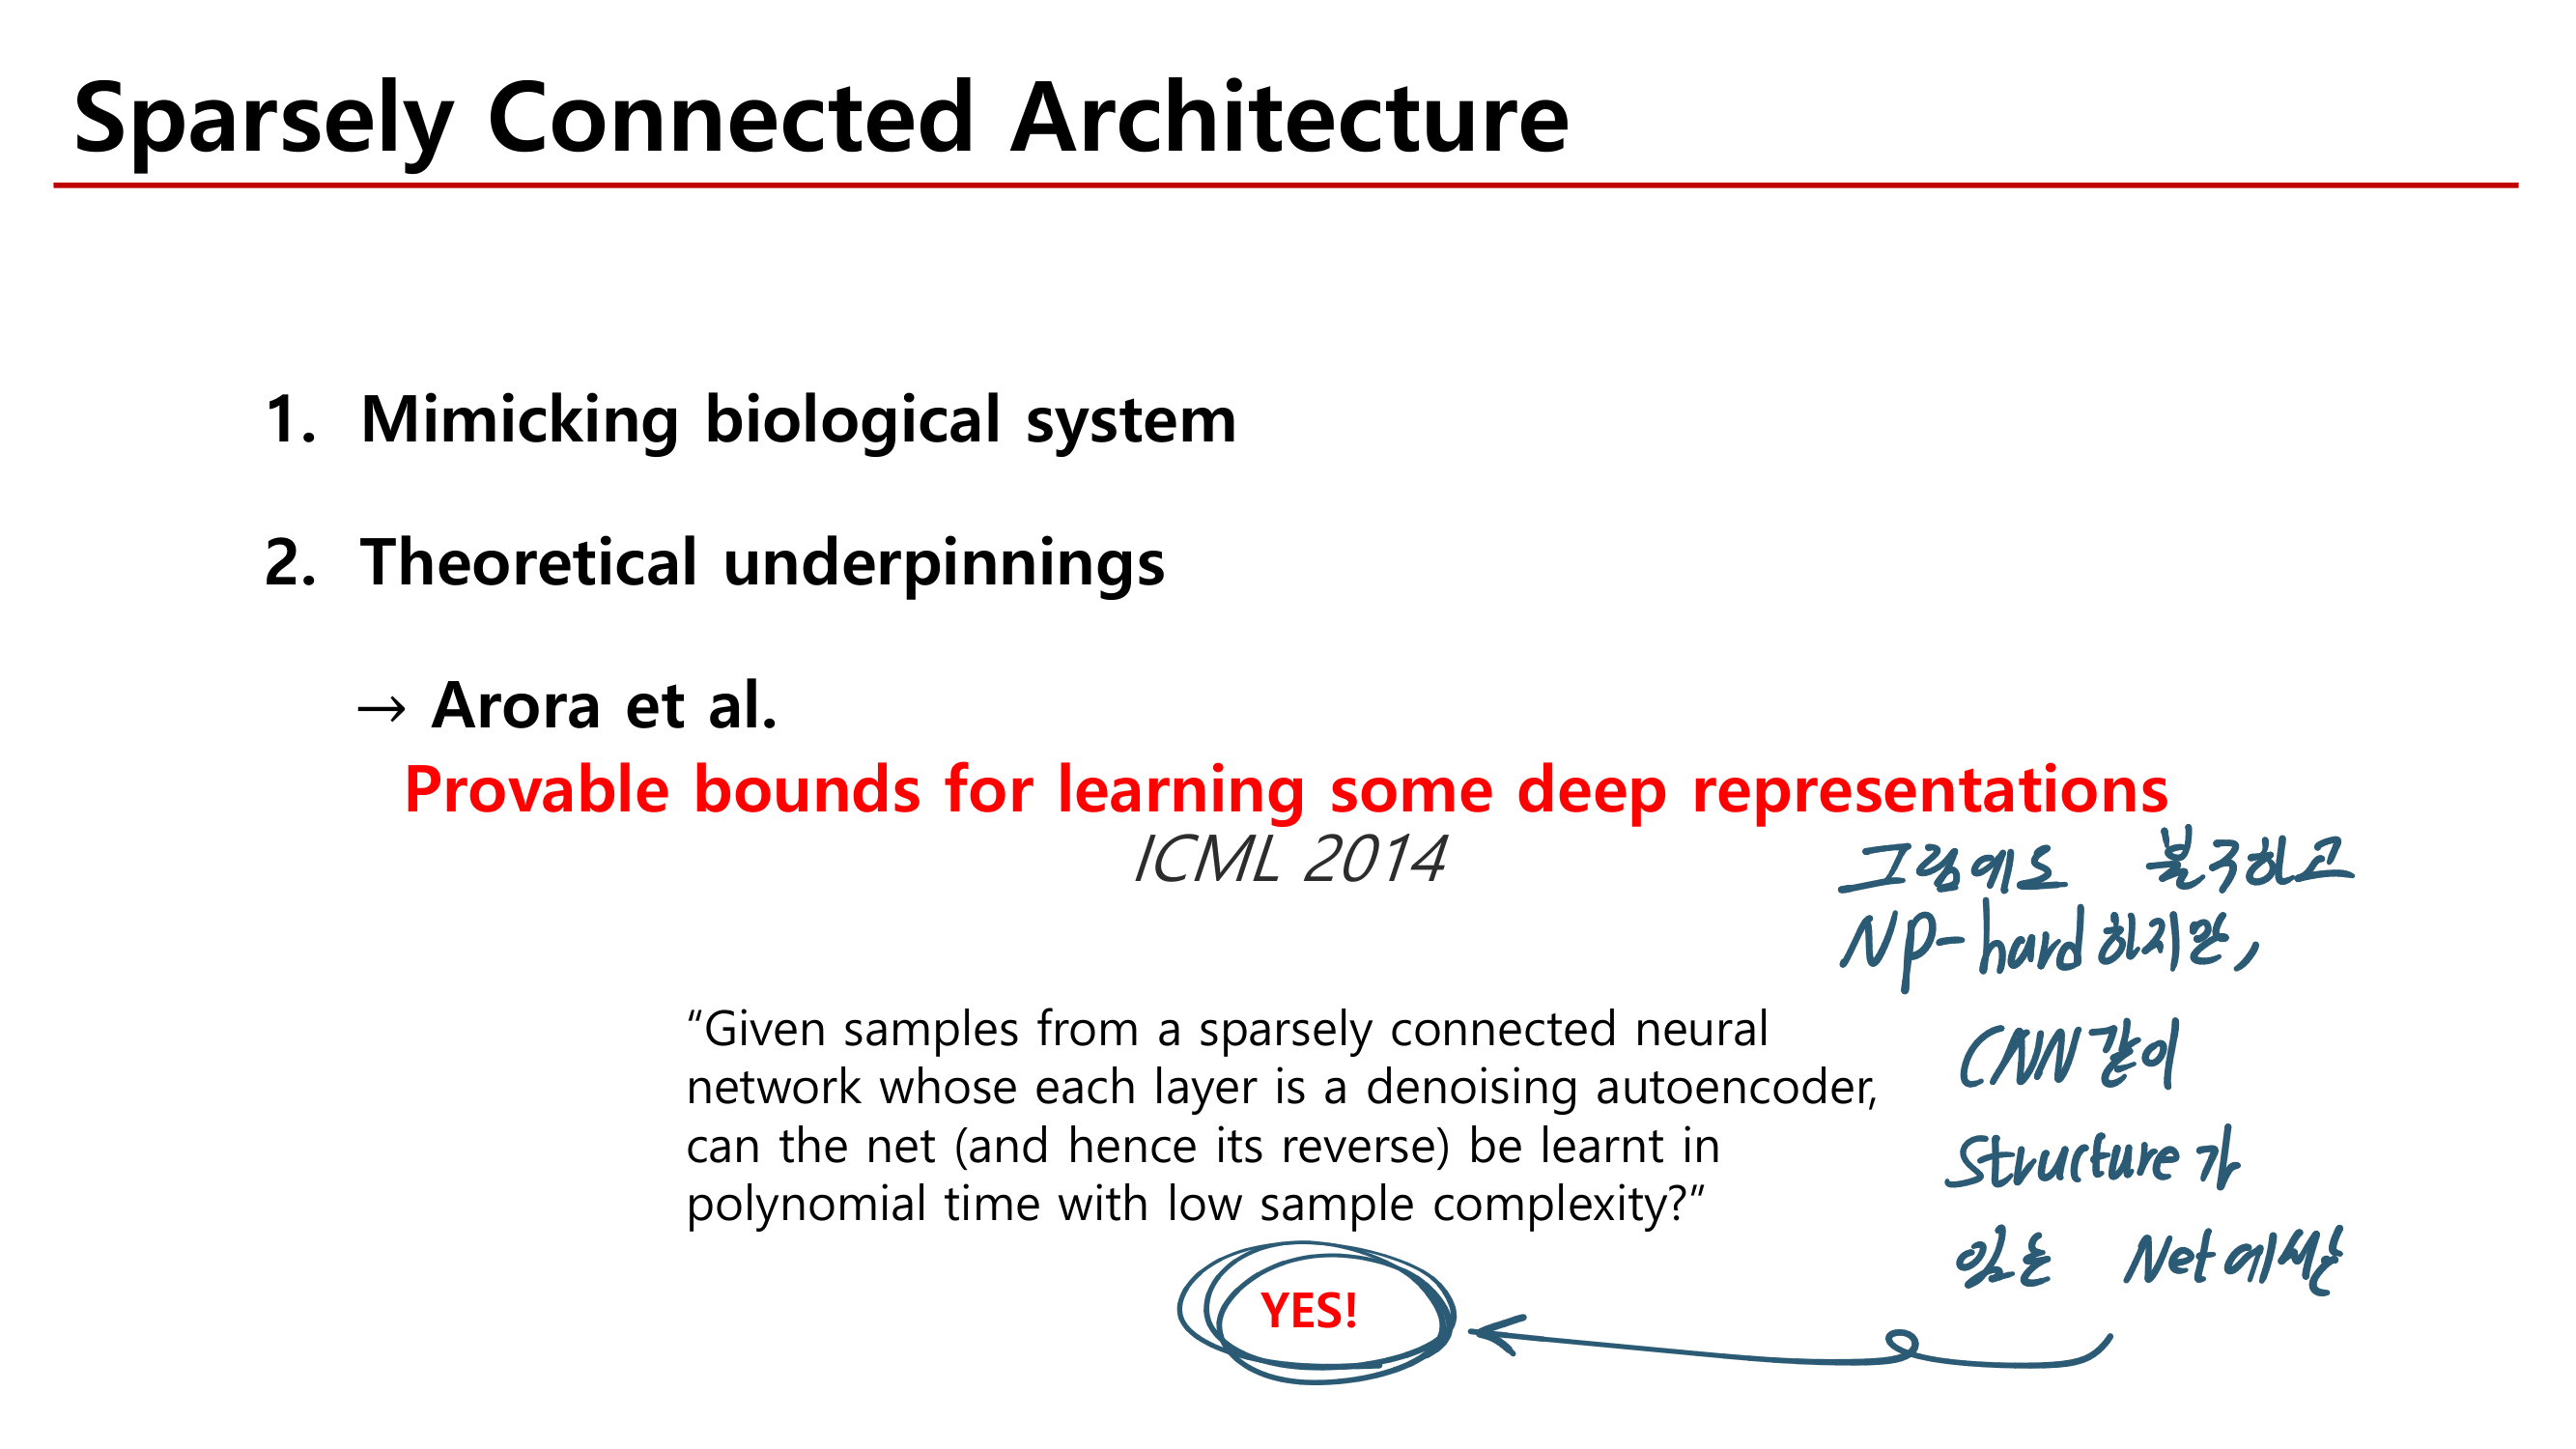 Sparsely Connected Architecture
1. Mimicking biological system
2. Theoretical underpinnings
→ Arora et al.
Provable bounds for learning some deep representations
ICML 2014
그럼에도 불구하고
NP-hard 하지만,
“Given samples from a sparsely connected neural
network whose each layer is a denoising autoencoder,
can the net (and hence its reverse) be learnt in
polynomial time with low sample complexity?”
CNN 같이
Structure 가
있는 Net 에서는
YES!